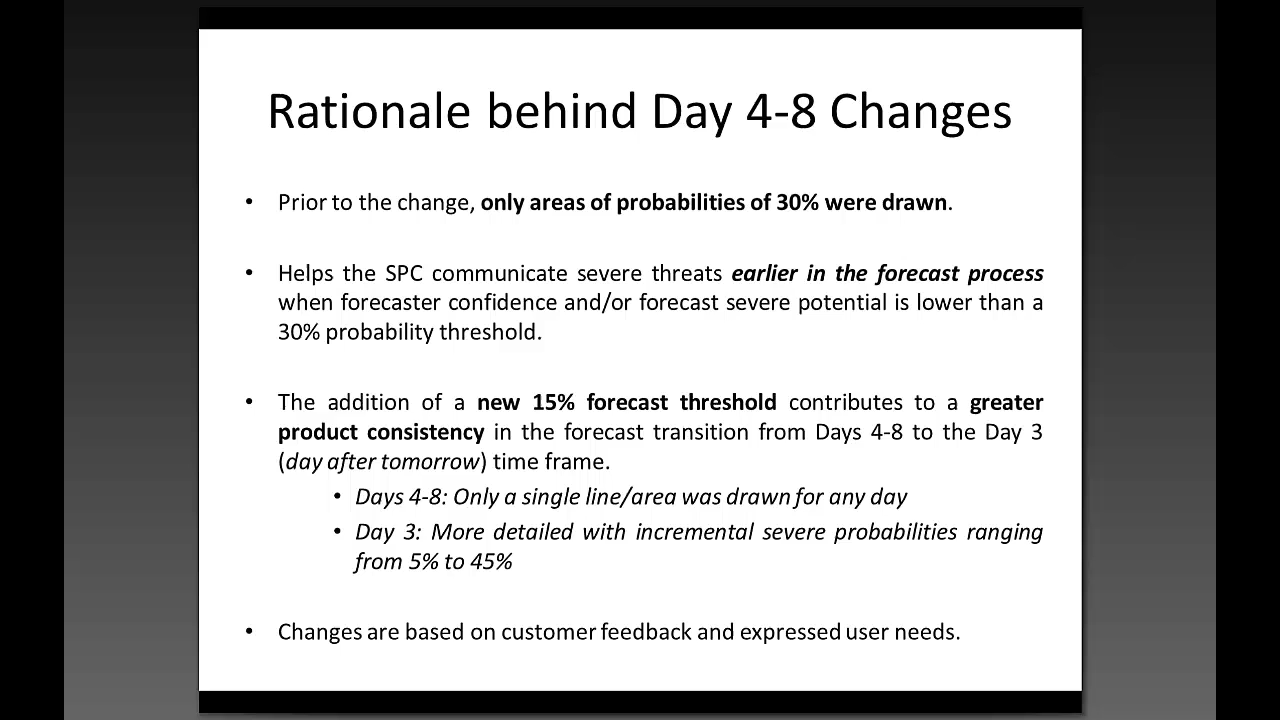 Rationale behind Day 4-8 Changes
• Prior to the change, only areas of probabilities of 30% were drawn.
• Helps the SPC communicate severe threats earlier in the forecast process
when forecaster confidence and/or forecast severe potential is lower than a
30% probability threshold.
• The addition of a new 15% forecast threshold contributes to a greater
product consistency in the forecast transition from Days 4-8 to the Day 3
(day after tomorrow) time frame.
• Days 4-8: Only a single line/area was drawn for any day
• Day 3: More detailed with incremental severe probabilities ranging
from 5% to 45%
• Changes are based on customer feedback and expressed user needs.